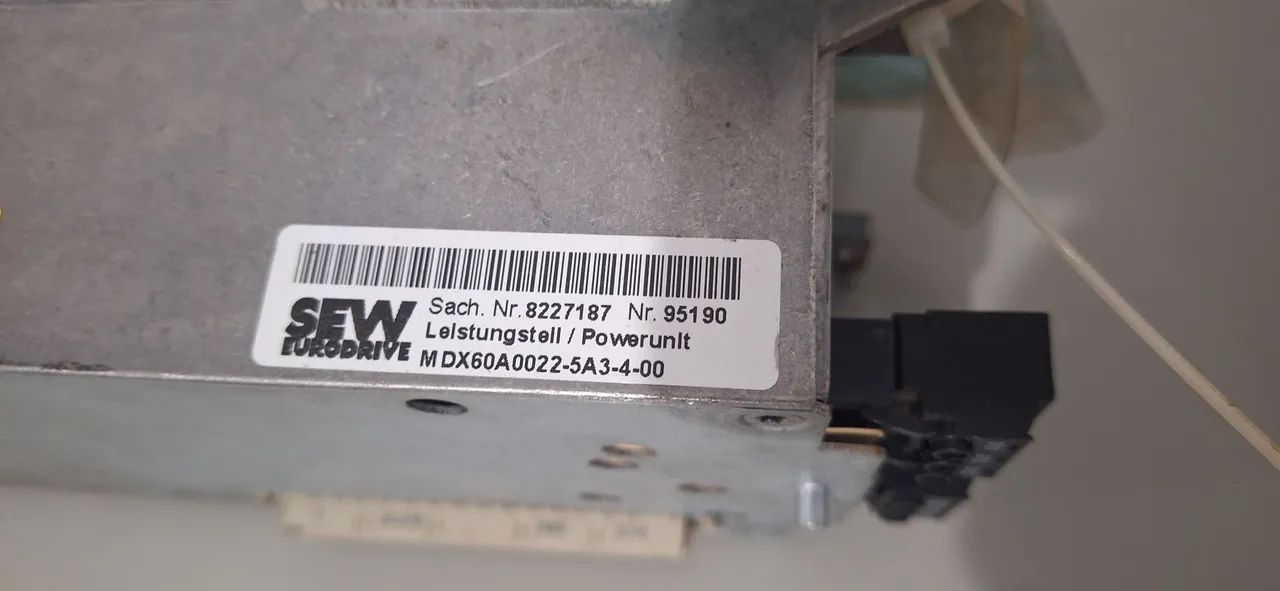 SEW
EURODRIVE
Sach. Nr. 8227187 Nr. 95190
Leistungsteil / Powerunit
MDX60A0022-5A3-4-00